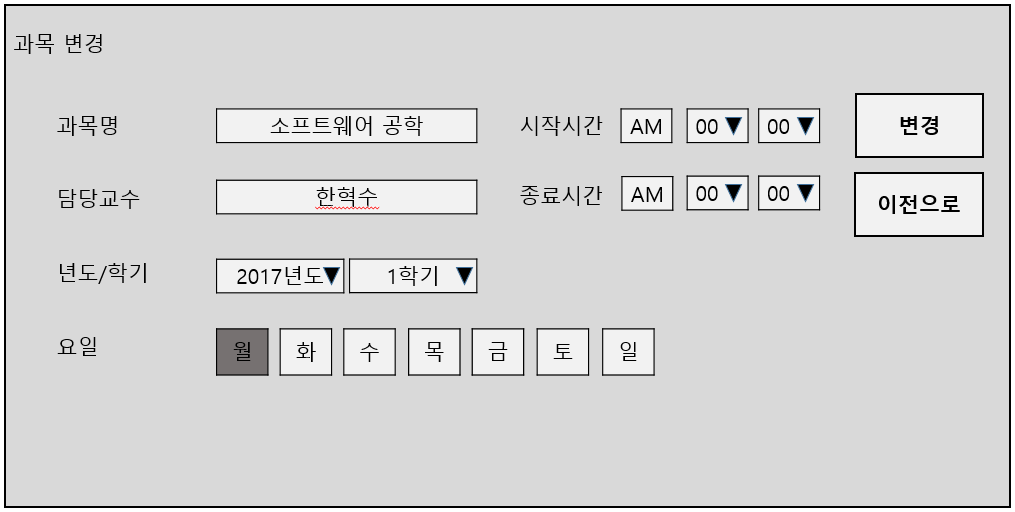 과목 변경
과목명 소프트웨어 공학 시작시간 AM 00 ▼ 00 ▼ 변경
담당교수 한혁수 종료시간 AM 00 ▼ 00 ▼ 이전으로
년도/학기 2017년도▼ 1학기 ▼
요일 월 화 수 목 금 토 일